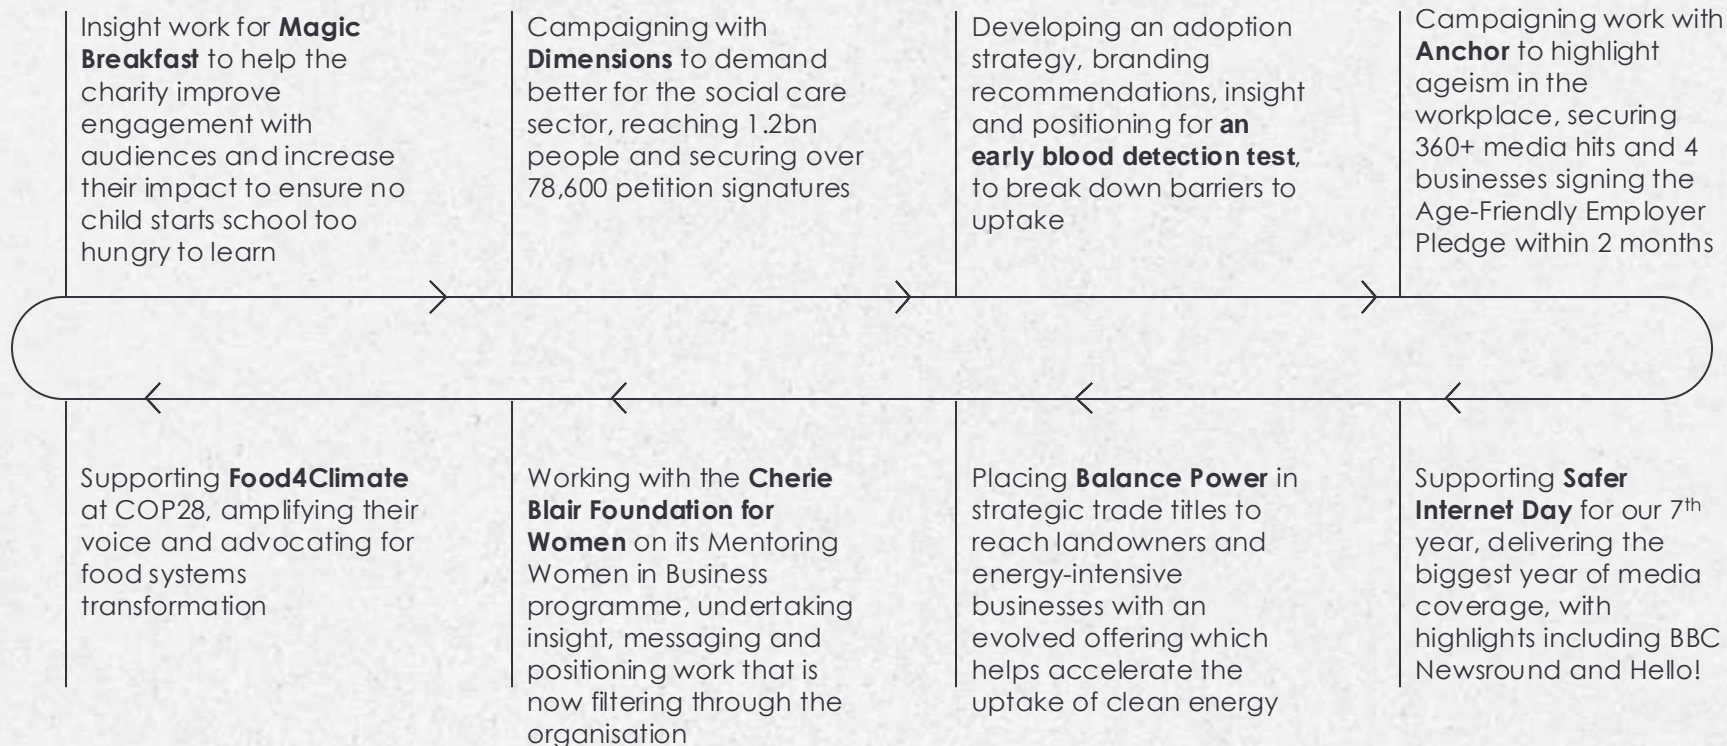 Insight work for Magic
Breakfast to help the
charity improve
engagement with
audiences and increase
their impact to ensure no
child starts school too
hungry to learn
Campaigning with
Dimensions to demand
better for the social care
sector, reaching 1.2bn
people and securing over
78,600 petition signatures
Developing an adoption
strategy, branding
recommendations, insight
and positioning for an
early blood detection test,
to break down barriers to
uptake
Campaigning work with
Anchor to highlight
ageism in the
workplace, securing
360+ media hits and 4
businesses signing the
Age-Friendly Employer
Pledge within 2 months
Supporting Food4Climate
at COP28, amplifying their
voice and advocating for
food systems
transformation
Working with the Cherie
Blair Foundation for
Women on its Mentoring
Women in Business
programme, undertaking
insight, messaging and
positioning work that is
now filtering through the
organisation
Placing Balance Power in
strategic trade titles to
reach landowners and
energy-intensive
businesses with an
evolved offering which
helps accelerate the
uptake of clean energy
Supporting Safer
Internet Day for our 7th
year, delivering the
biggest year of media
coverage, with
highlights including BBC
Newsround and Hello!